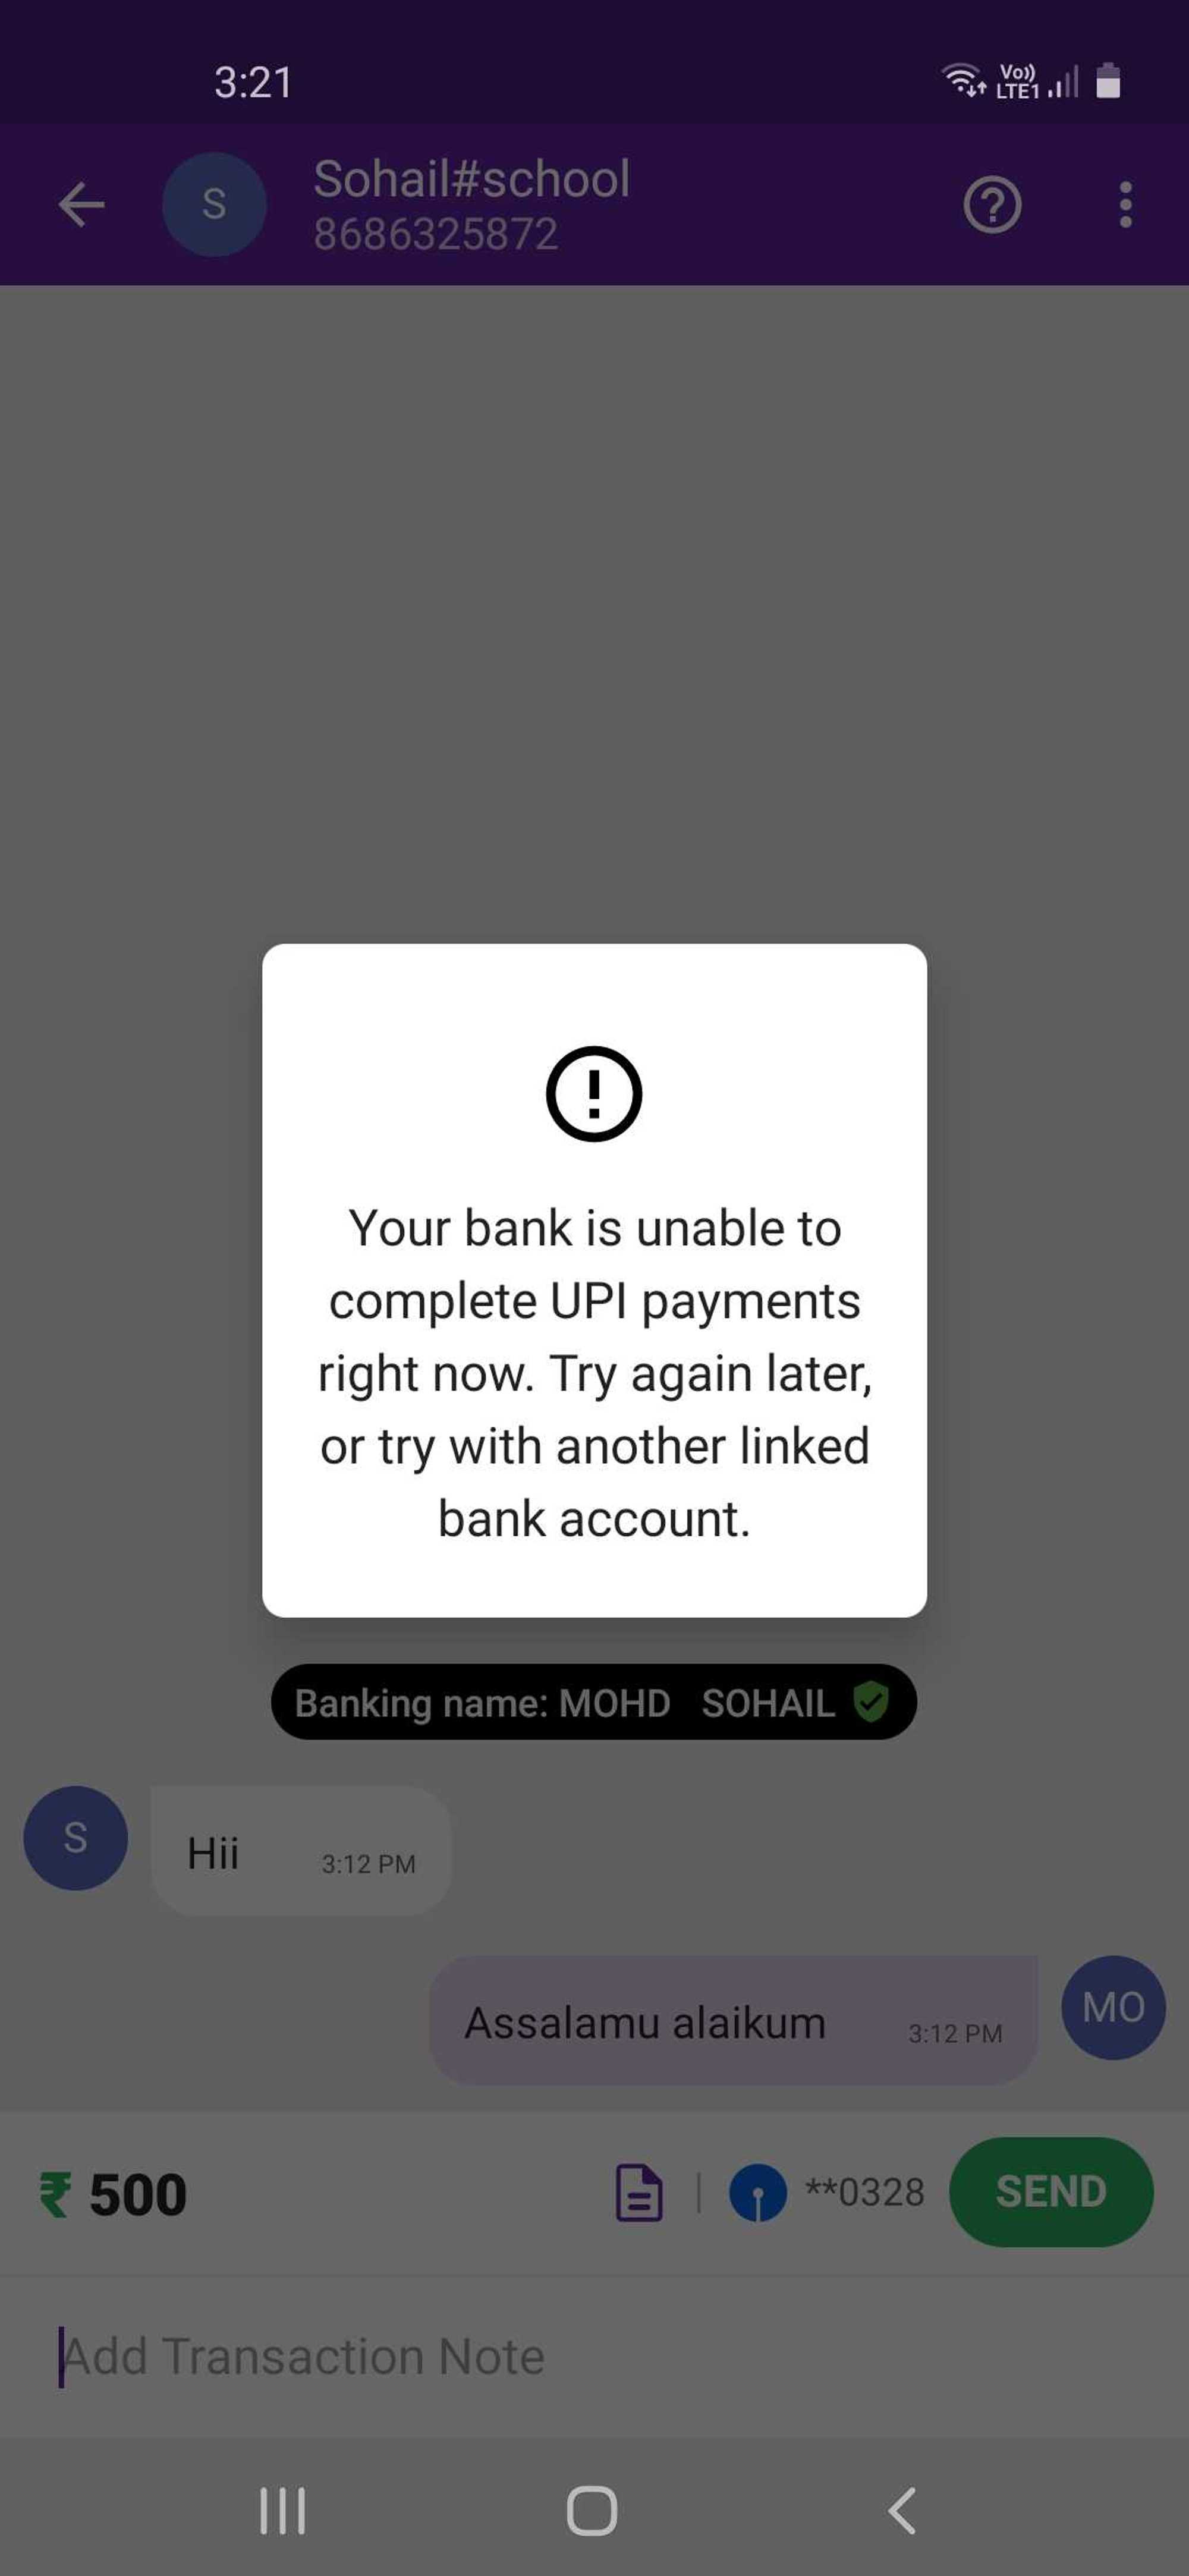 3:21
Vo))
LTE1
S
Sohail#school
8686325872
Your bank is unable to
complete UPI payments
right now. Try again later,
or try with another linked
bank account.
Banking name: MOHD SOHAIL
S
Hii 3:12 PM
Assalamu alaikum 3:12 PM
MO
₹ 500 **0328 SEND
Add Transaction Note